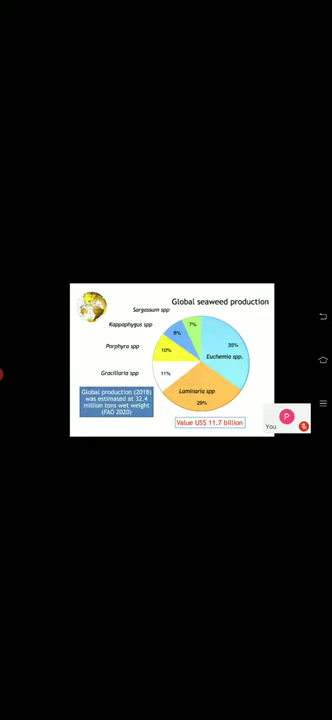 Global seaweed production
Sargassum spp
Kappaphygus spp
7%
8%
Porphyra spp
10%
35%
Euchemia spp.
Gracillaria spp
11%
Laminaria spp
29%
Global production (2018)
was estimated at 32.4
million tons wet weight
(FAO 2020)
Value US$ 11.7 billion
P
You